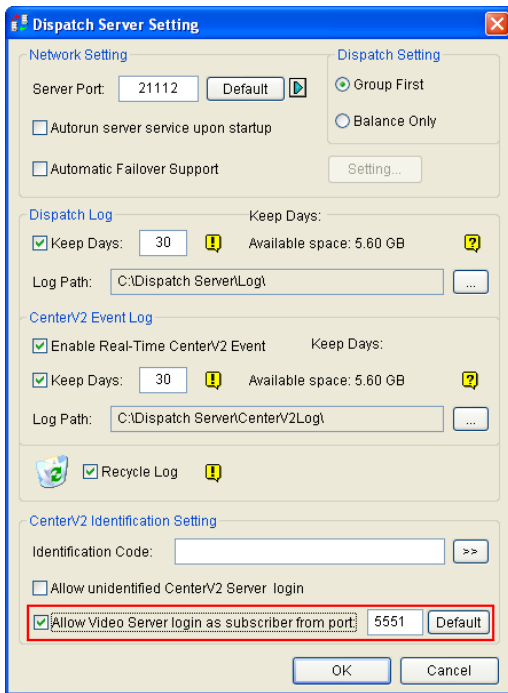 Dispatch Server Setting
Network Setting
Server Port: 21112 Default
Autorun server service upon startup
Automatic Failover Support
Dispatch Setting
Group First
Balance Only
Setting...
Dispatch Log
Keep Days:
Keep Days: 30 ! Available space: 5.60 GB ?
Log Path: C:\Dispatch Server\Log\ ...
CenterV2 Event Log
Enable Real-Time CenterV2 Event Keep Days:
Keep Days: 30 ! Available space: 5.60 GB ?
Log Path: C:\Dispatch Server\CenterV2Log\ ...
Recycle Log !
CenterV2 Identification Setting
Identification Code: >>
Allow unidentified CenterV2 Server login
Allow Video Server login as subscriber from port: 5551 Default
OK Cancel